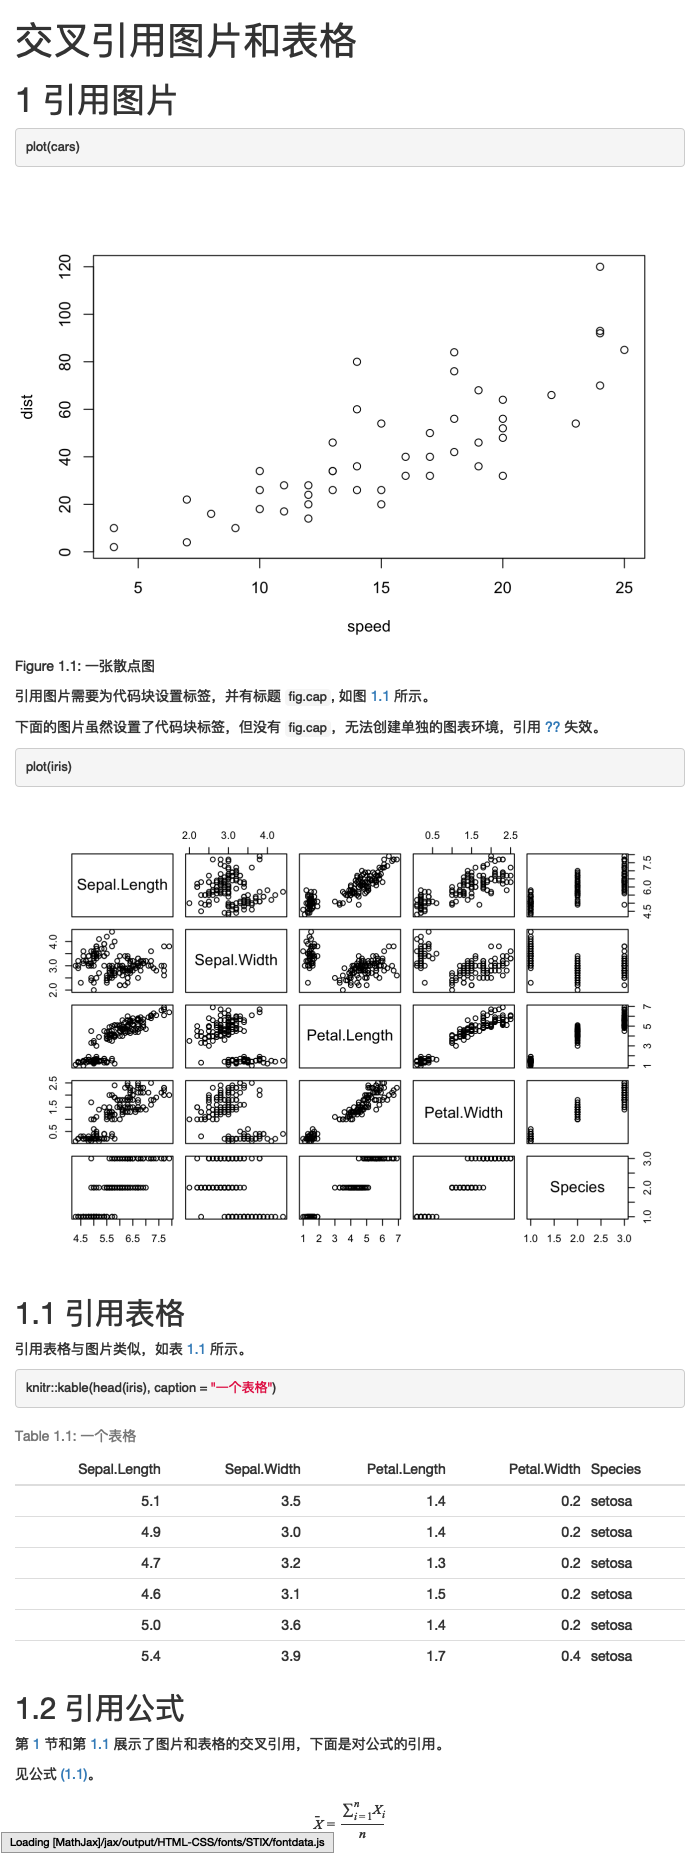 交叉引用图片和表格
1 引用图片
plot(cars)
120
100
80
60
40
20
0
dist
5 10 15 20 25
speed
Figure 1.1: 一张散点图
引用图片需要为代码块设置标签，并有标题 fig.cap , 如图 1.1 所示。
下面的图片虽然设置了代码块标签，但没有 fig.cap ，无法创建单独的图表环境，引用 ?? 失效。
plot(iris)
2.0 3.0 4.0 0.5 1.5 2.5
Sepal.Length
4.5 6.0 7.5
2.0 3.0 4.0
Sepal.Width
Petal.Length
1 3 5 7
0.5 1.5 2.5
Petal.Width
Species
1.0 2.0 3.0
4.5 5.5 6.5 7.5 1 2 3 4 5 6 7 1.0 1.5 2.0 2.5 3.0
1.1 引用表格
引用表格与图片类似，如表 1.1 所示。
knitr::kable(head(iris), caption = "一个表格")
Table 1.1: 一个表格
Sepal.Length Sepal.Width Petal.Length Petal.Width Species
5.1 3.5 1.4 0.2 setosa
4.9 3.0 1.4 0.2 setosa
4.7 3.2 1.3 0.2 setosa
4.6 3.1 1.5 0.2 setosa
5.0 3.6 1.4 0.2 setosa
5.4 3.9 1.7 0.4 setosa
1.2 引用公式
第 1 节和第 1.1 展示了图片和表格的交叉引用，下面是对公式的引用。
见公式 (1.1)。
X̄ = ∑ⁿᵢ₌₁ Xᵢ / n
Loading [MathJax]/jax/output/HTML-CSS/fonts/STIX/fontdata.js